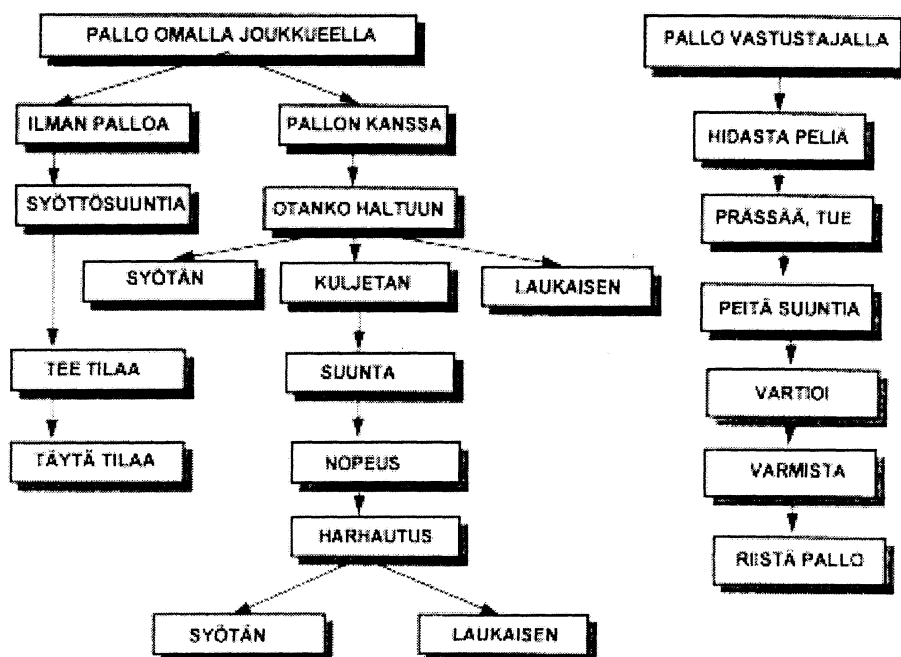 PALLO OMALLA JOUKKUEELLA
ILMAN PALLOA
PALLON KANSSA
SYÖTTÖSUUNTIA
OTANKO HALTUUN
SYÖTÄN
KULJETAN
LAUKAISEN
TEE TILAA
SUUNTA
TÄYTÄ TILAA
NOPEUS
HARHAUTUS
SYÖTÄN
LAUKAISEN
PALLO VASTUSTAJALLA
HIDASTA PELIÄ
PRÄSSÄÄ, TUE
PEITÄ SUUNTIA
VARTIOI
VARMISTA
RIISTÄ PALLO